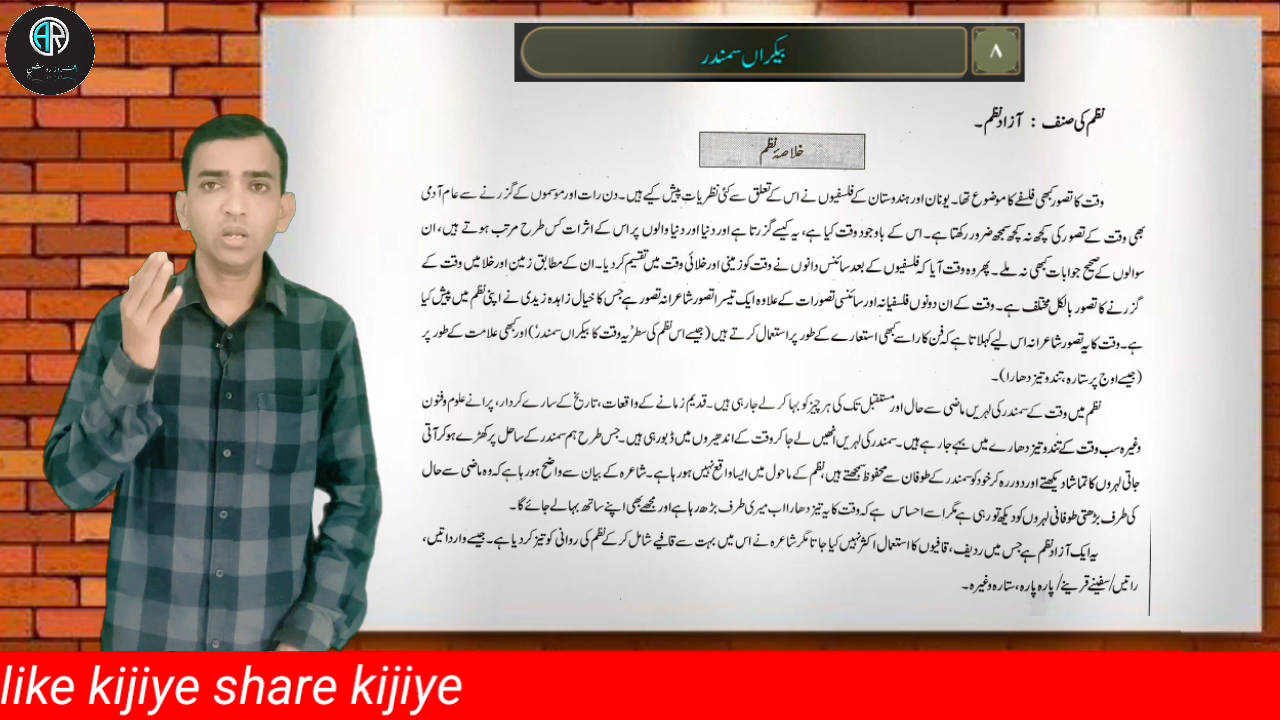 AR
افروز روشن
بیکراں سمندر
۸
نظم کی صنف : آزاد نظم ۔
خلاصۂ نظم
وقت کا تصور کبھی فلسفے کا موضوع تھا۔ یونان اور ہندوستان کے فلسفیوں نے اس کے تعلق سے کئی نظریات پیش کیے ہیں۔ دن رات اور موسموں کے گزرنے سے عام آدمی
بھی وقت کے تصور کی کچھ نہ کچھ سمجھ ضرور رکھتا ہے۔ اس کے باوجود وقت کیا ہے، یہ کیسے گزرتا ہے اور دنیا اور دنیا والوں پر اس کے اثرات کس طرح مرتب ہوتے ہیں، ان
سوالوں کے صحیح جوابات کبھی نہ ملے۔ پھر وہ وقت آیا کہ فلسفیوں کے بعد سائنس دانوں نے وقت کو زمینی اور خلائی وقت میں تقسیم کر دیا۔ ان کے مطابق زمین اور خلا میں وقت کے
گزرنے کا تصور بالکل مختلف ہے۔ وقت کے ان دونوں فلسفیانہ اور سائنسی تصورات کے علاوہ ایک تیسرا تصور شاعرانہ تصور ہے جس کا خیال زاہدہ زیدی نے اپنی نظم میں پیش کیا
ہے۔ وقت کا یہ تصور شاعرانہ اس لیے کہلاتا ہے کہ فن کار اسے کبھی استعارے کے طور پر استعمال کرتے ہیں (جیسے اس نظم کی سطر 'یہ وقت کا بیکراں سمندر') اور کبھی علامت کے طور پر
(جیسے اوج پر ستارہ، تند و تیز دھارا)۔
نظم میں وقت کے سمندر کی لہریں ماضی سے حال اور مستقبل تک کی ہر چیز کو بہا کر لے جا رہی ہیں۔ قدیم زمانے کے واقعات، تاریخ کے سارے کردار، پرانے علوم و فنون
وغیرہ سب وقت کے تند و تیز دھارے میں بہے جا رہے ہیں۔ سمندر کی لہریں انھیں لے جا کر وقت کے اندھیروں میں ڈبو رہی ہیں۔ جس طرح ہم سمندر کے ساحل پر کھڑے ہو کر آتی
جاتی لہروں کا تماشا دیکھتے اور دور رہ کر خود کو سمندر کے طوفان سے محفوظ سمجھتے ہیں، نظم کے ماحول میں ایسا واقع نہیں ہو رہا ہے۔ شاعرہ کے بیان سے واضح ہو رہا ہے کہ وہ ماضی سے حال
کی طرف بڑھتی طوفانی لہروں کو دیکھ تو رہی ہے مگر اسے احساس ہے کہ وقت کا یہ تیز دھارا اب میری طرف بڑھ رہا ہے اور مجھے بھی اپنے ساتھ بہا لے جائے گا۔
یہ ایک آزاد نظم ہے جس میں ردیف، قافیوں کا استعمال اکثر نہیں کیا جاتا مگر شاعرہ نے اس میں بہت سے قافیے شامل کر کے نظم کی روانی کو تیز کر دیا ہے۔ جیسے وارداتیں،
راتیں/سفینے قرینے/ پارہ پارہ، ستارہ وغیرہ۔
like kijiye share kijiye